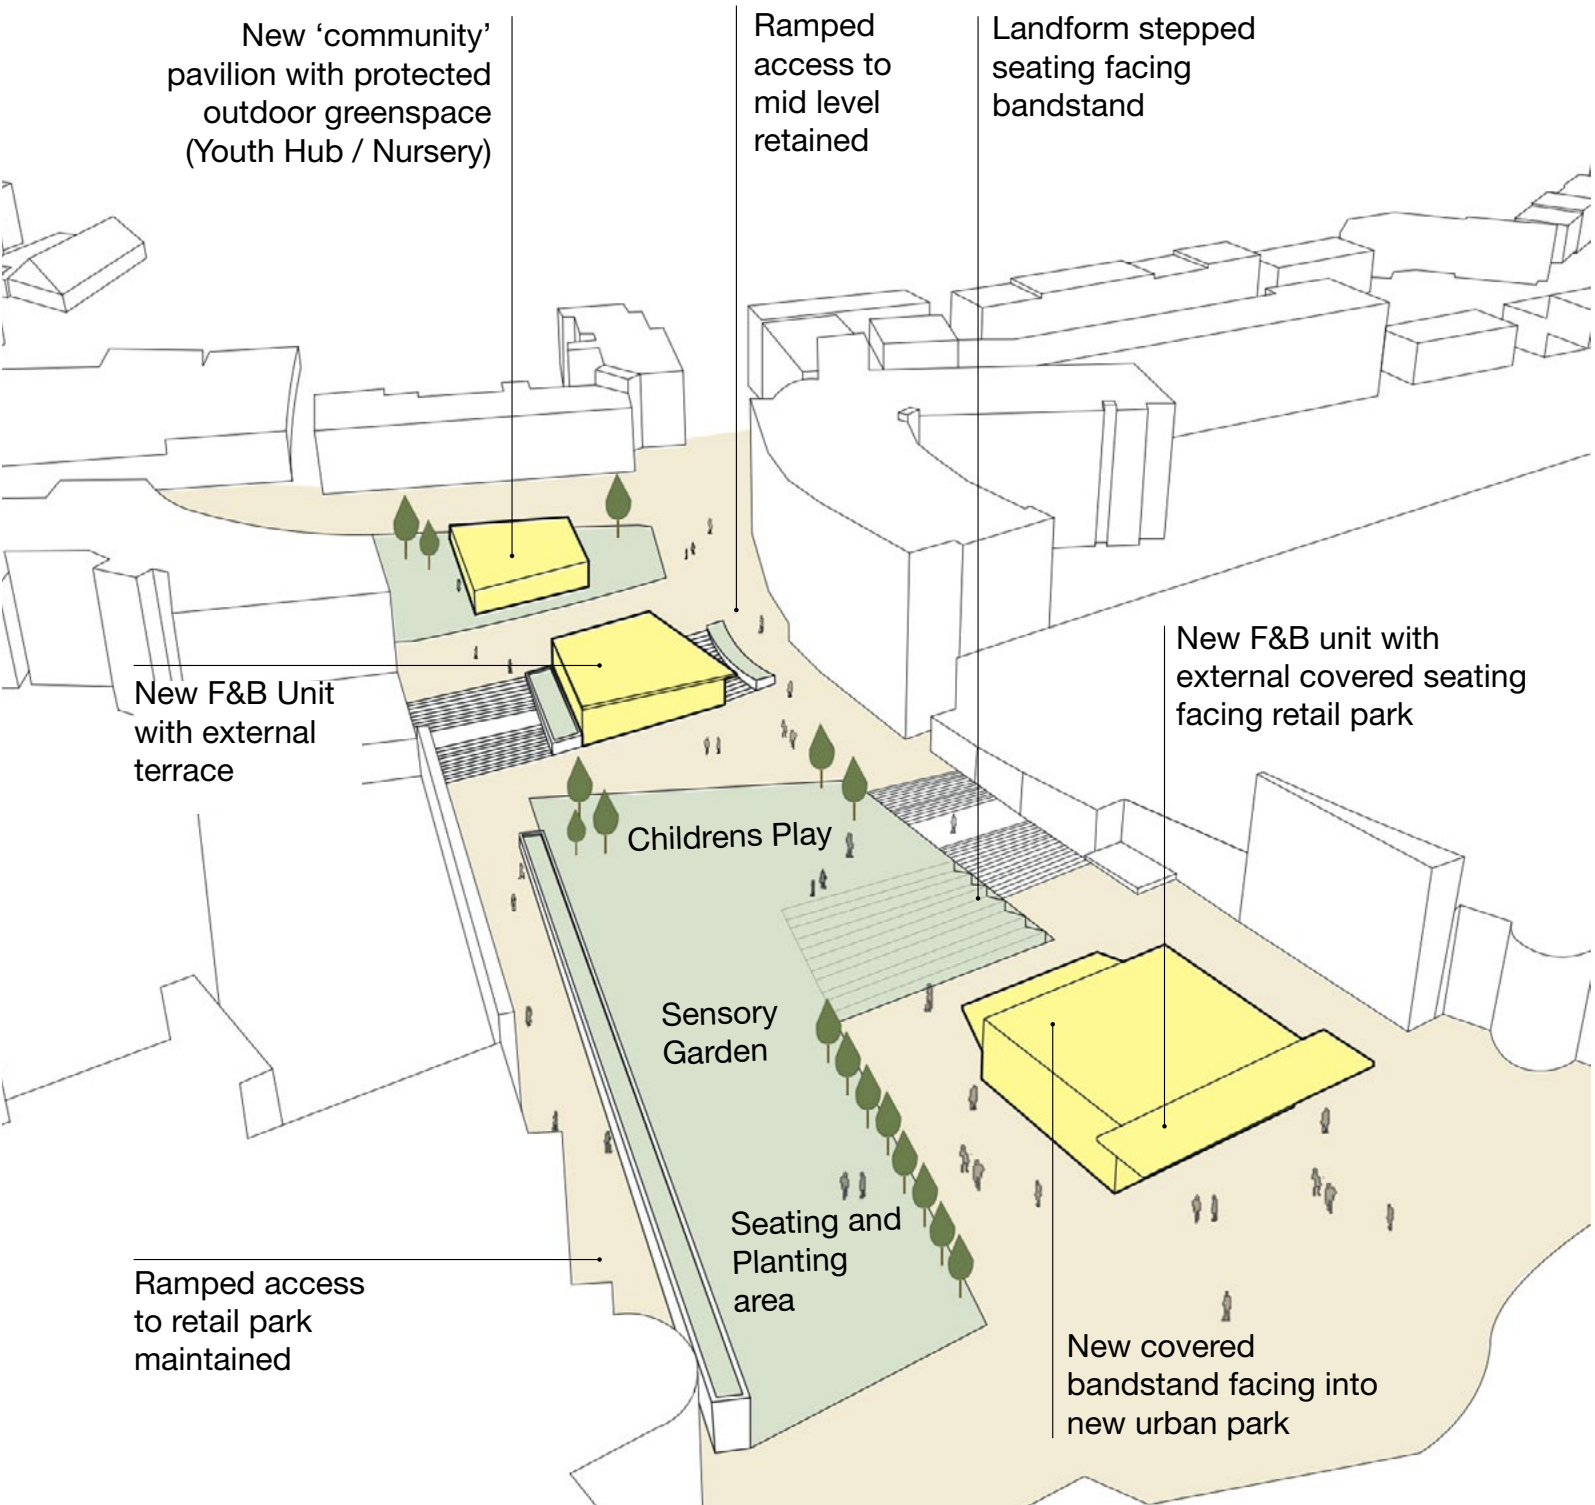 New ‘community’
pavilion with protected
outdoor greenspace
(Youth Hub / Nursery)
Ramped
access to
mid level
retained
Landform stepped
seating facing
bandstand
New F&B Unit
with external
terrace
New F&B unit with
external covered seating
facing retail park
Childrens Play
Sensory
Garden
Seating and
Planting
area
Ramped access
to retail park
maintained
New covered
bandstand facing into
new urban park